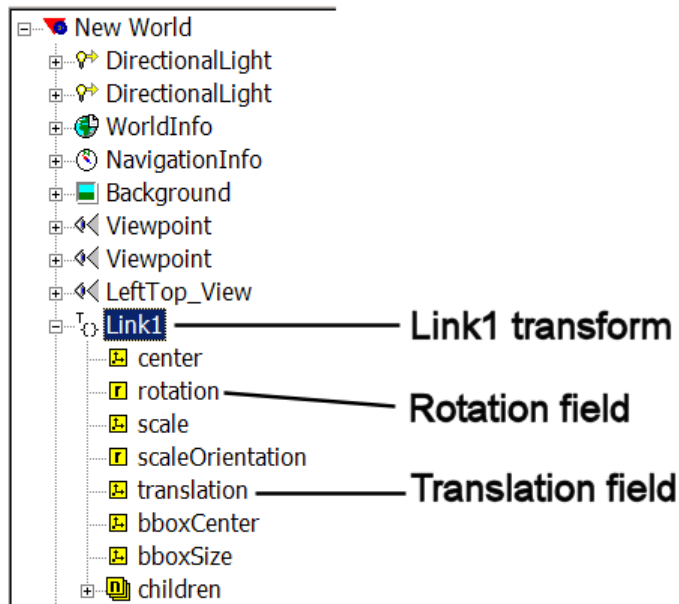 New World
DirectionalLight
DirectionalLight
WorldInfo
NavigationInfo
Background
Viewpoint
Viewpoint
LeftTop_View
Link1
Link1 transform
center
rotation
Rotation field
scale
scaleOrientation
translation
Translation field
bboxCenter
bboxSize
children